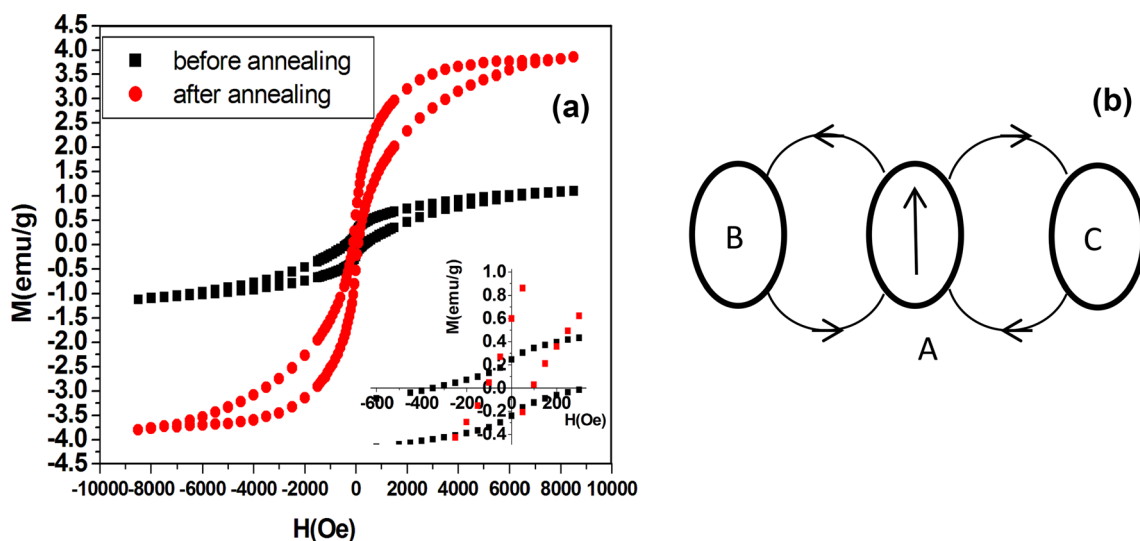 4.5
4.0
3.5
3.0
2.5
2.0
1.5
1.0
0.5
0.0
-0.5
-1.0
-1.5
-2.0
-2.5
-3.0
-3.5
-4.0
-4.5
M(emu/g)
before annealing
after annealing
(a)
M(emu/g)
1.0
0.8
0.6
0.4
0.2
0.0
-0.2
-0.4
-600 -400 -200 0 200
H(Oe)
-10000 -8000 -6000 -4000 -2000 0 2000 4000 6000 8000 10000
H(Oe)
(b)
B
C
A